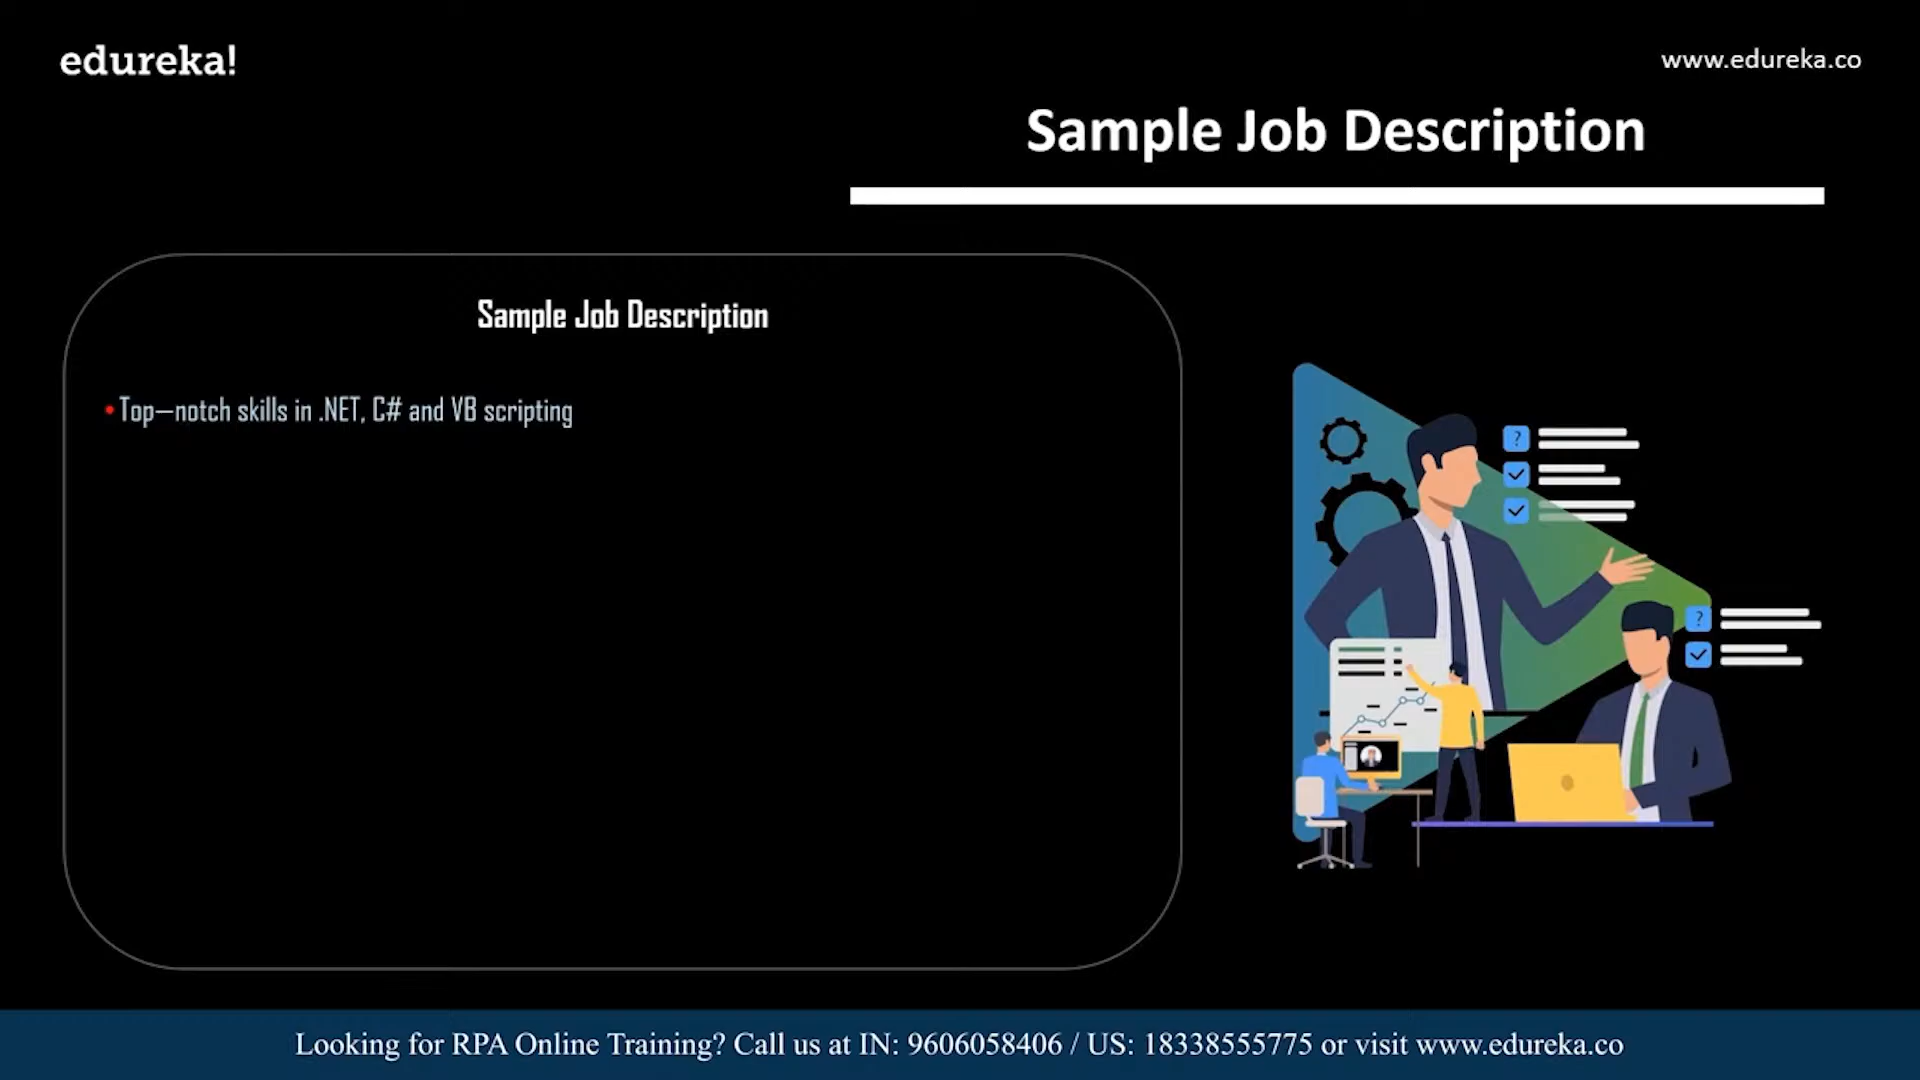 edureka!
www.edureka.co
Sample Job Description
Sample Job Description
• Top—notch skills in .NET, C# and VB scripting
?
?
Looking for RPA Online Training? Call us at IN: 9606058406 / US: 18338555775 or visit www.edureka.co